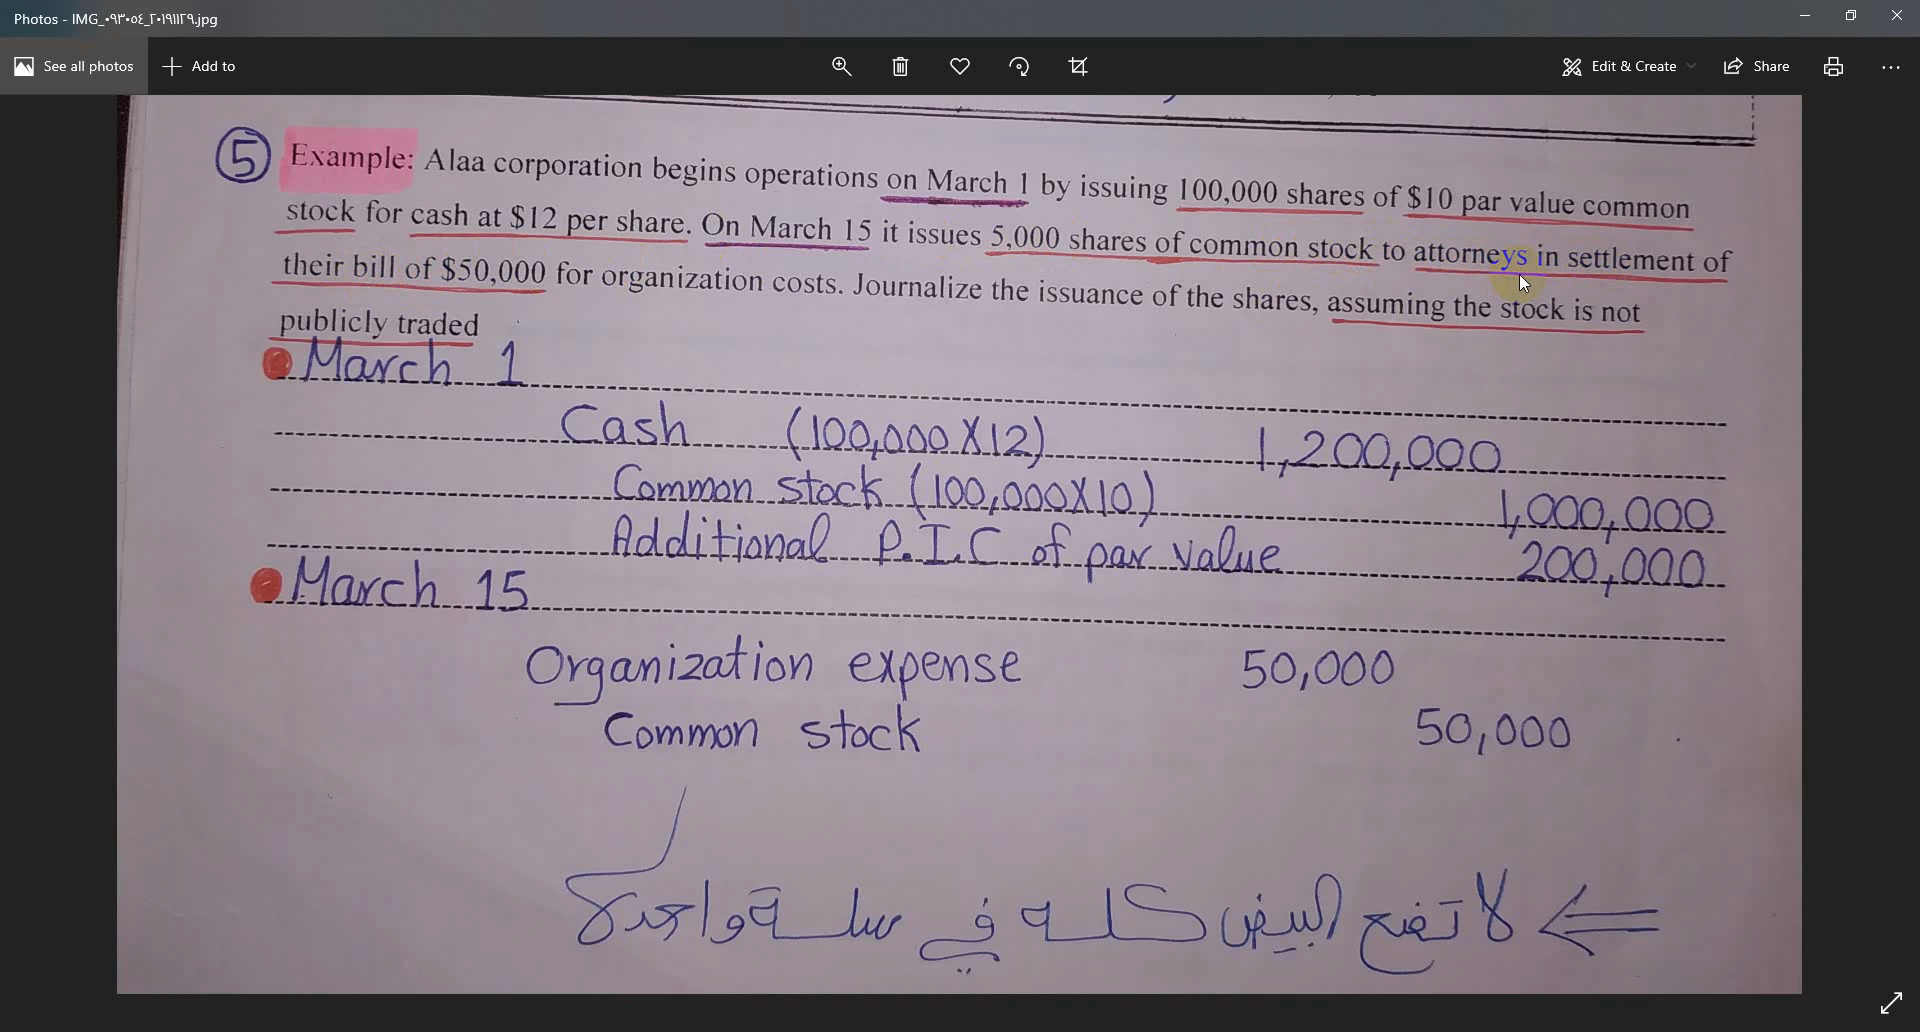 Photos - IMG_٠٩٣٠٥٤_٢٠١٩١١٢٩.jpg
See all photos
Add to
Edit & Create
Share
5 Example: Alaa corporation begins operations on March 1 by issuing 100,000 shares of $10 par value common
stock for cash at $12 per share. On March 15 it issues 5,000 shares of common stock to attorneys in settlement of
their bill of $50,000 for organization costs. Journalize the issuance of the shares, assuming the stock is not
publicly traded
March 1
Cash (100,000 X12) 1,200,000
Common stock (100,000X10) 1,000,000
Additional P.I.C of par value 200,000
March 15
Organization expense 50,000
Common stock 50,000
لا تضع البيض كله في سلة واحدة